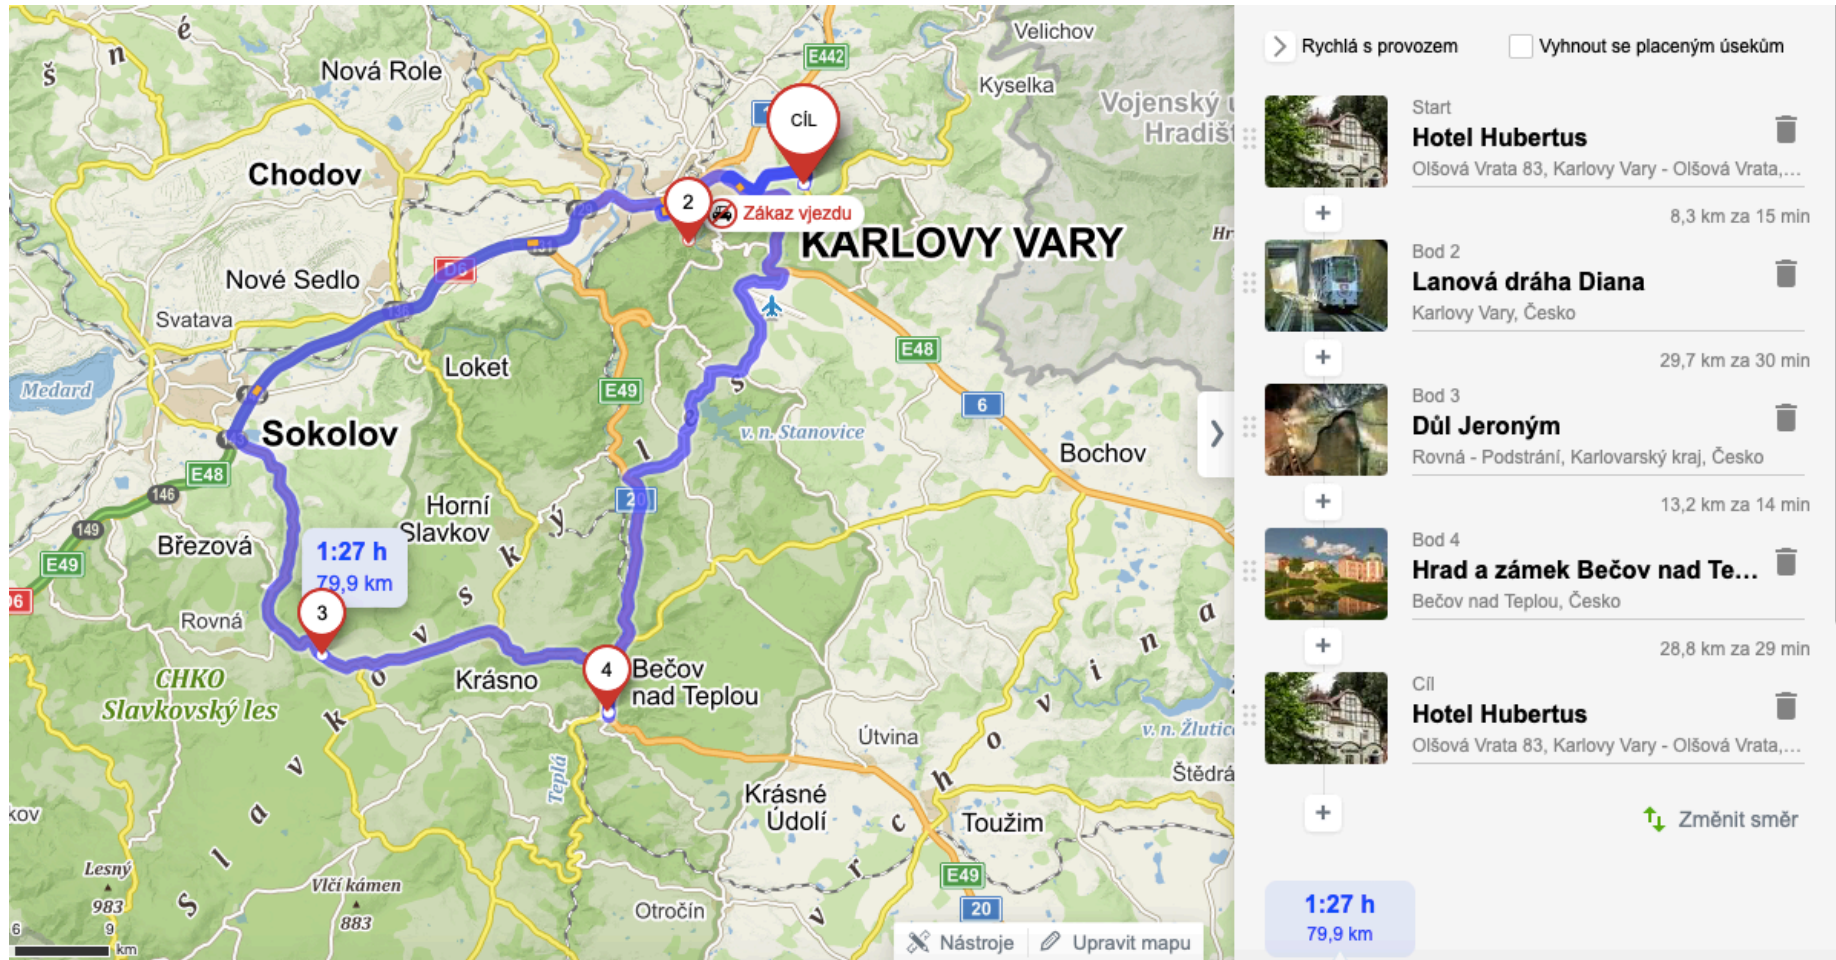 Velichov
E442
Nová Role
Kyselka
CÍL
Chodov
2
Zákaz vjezdu
KARLOVY VARY
D6
Nové Sedlo
Svatava
Loket
E48
Medard
E49
6
v. n. Stanovice
Sokolov
Bochov
E48
146
20
149
Horní
Slavkov
Březová
1:27 h
79,9 km
E49
3
Rovná
4
Bečov
nad Teplou
Krásno
CHKO
Slavkovský les
Útvina
Teplá
Krásné
Údolí
Toužim
Lesný
983
Vlčí kámen
883
E49
20
Otročín
6 9
km
Nástroje
Upravit mapu
Rychlá s provozem
Vyhnout se placeným úsekům
Start
Hotel Hubertus
Olšová Vrata 83, Karlovy Vary - Olšová Vrata,...
8,3 km za 15 min
Bod 2
Lanová dráha Diana
Karlovy Vary, Česko
29,7 km za 30 min
Bod 3
Důl Jeroným
Rovná - Podstrání, Karlovarský kraj, Česko
13,2 km za 14 min
Bod 4
Hrad a zámek Bečov nad Te...
Bečov nad Teplou, Česko
28,8 km za 29 min
Cíl
Hotel Hubertus
Olšová Vrata 83, Karlovy Vary - Olšová Vrata,...
Změnit směr
1:27 h
79,9 km